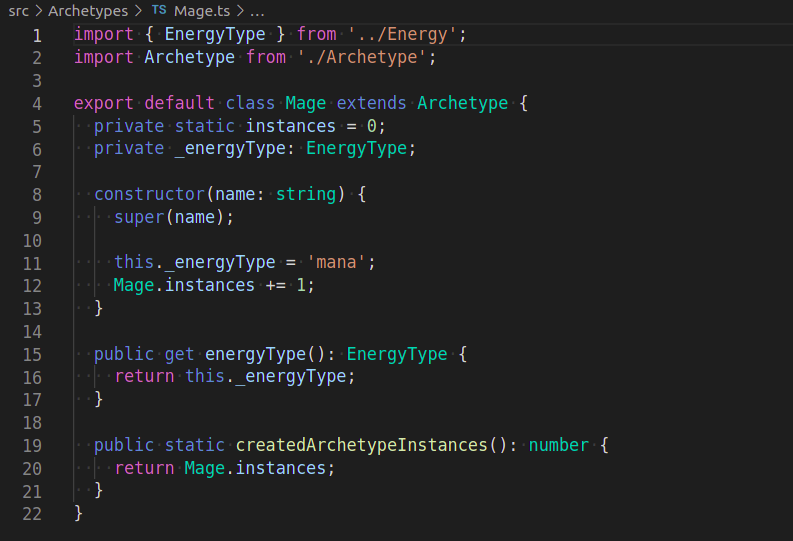 src > Archetypes > TS Mage.ts > ...
1 import { EnergyType } from '../Energy';
2 import Archetype from './Archetype';
3
4 export default class Mage extends Archetype {
5   private static instances = 0;
6   private _energyType: EnergyType;
7
8   constructor(name: string) {
9     super(name);
10
11     this._energyType = 'mana';
12     Mage.instances += 1;
13   }
14
15   public get energyType(): EnergyType {
16     return this._energyType;
17   }
18
19   public static createdArchetypeInstances(): number {
20     return Mage.instances;
21   }
22 }